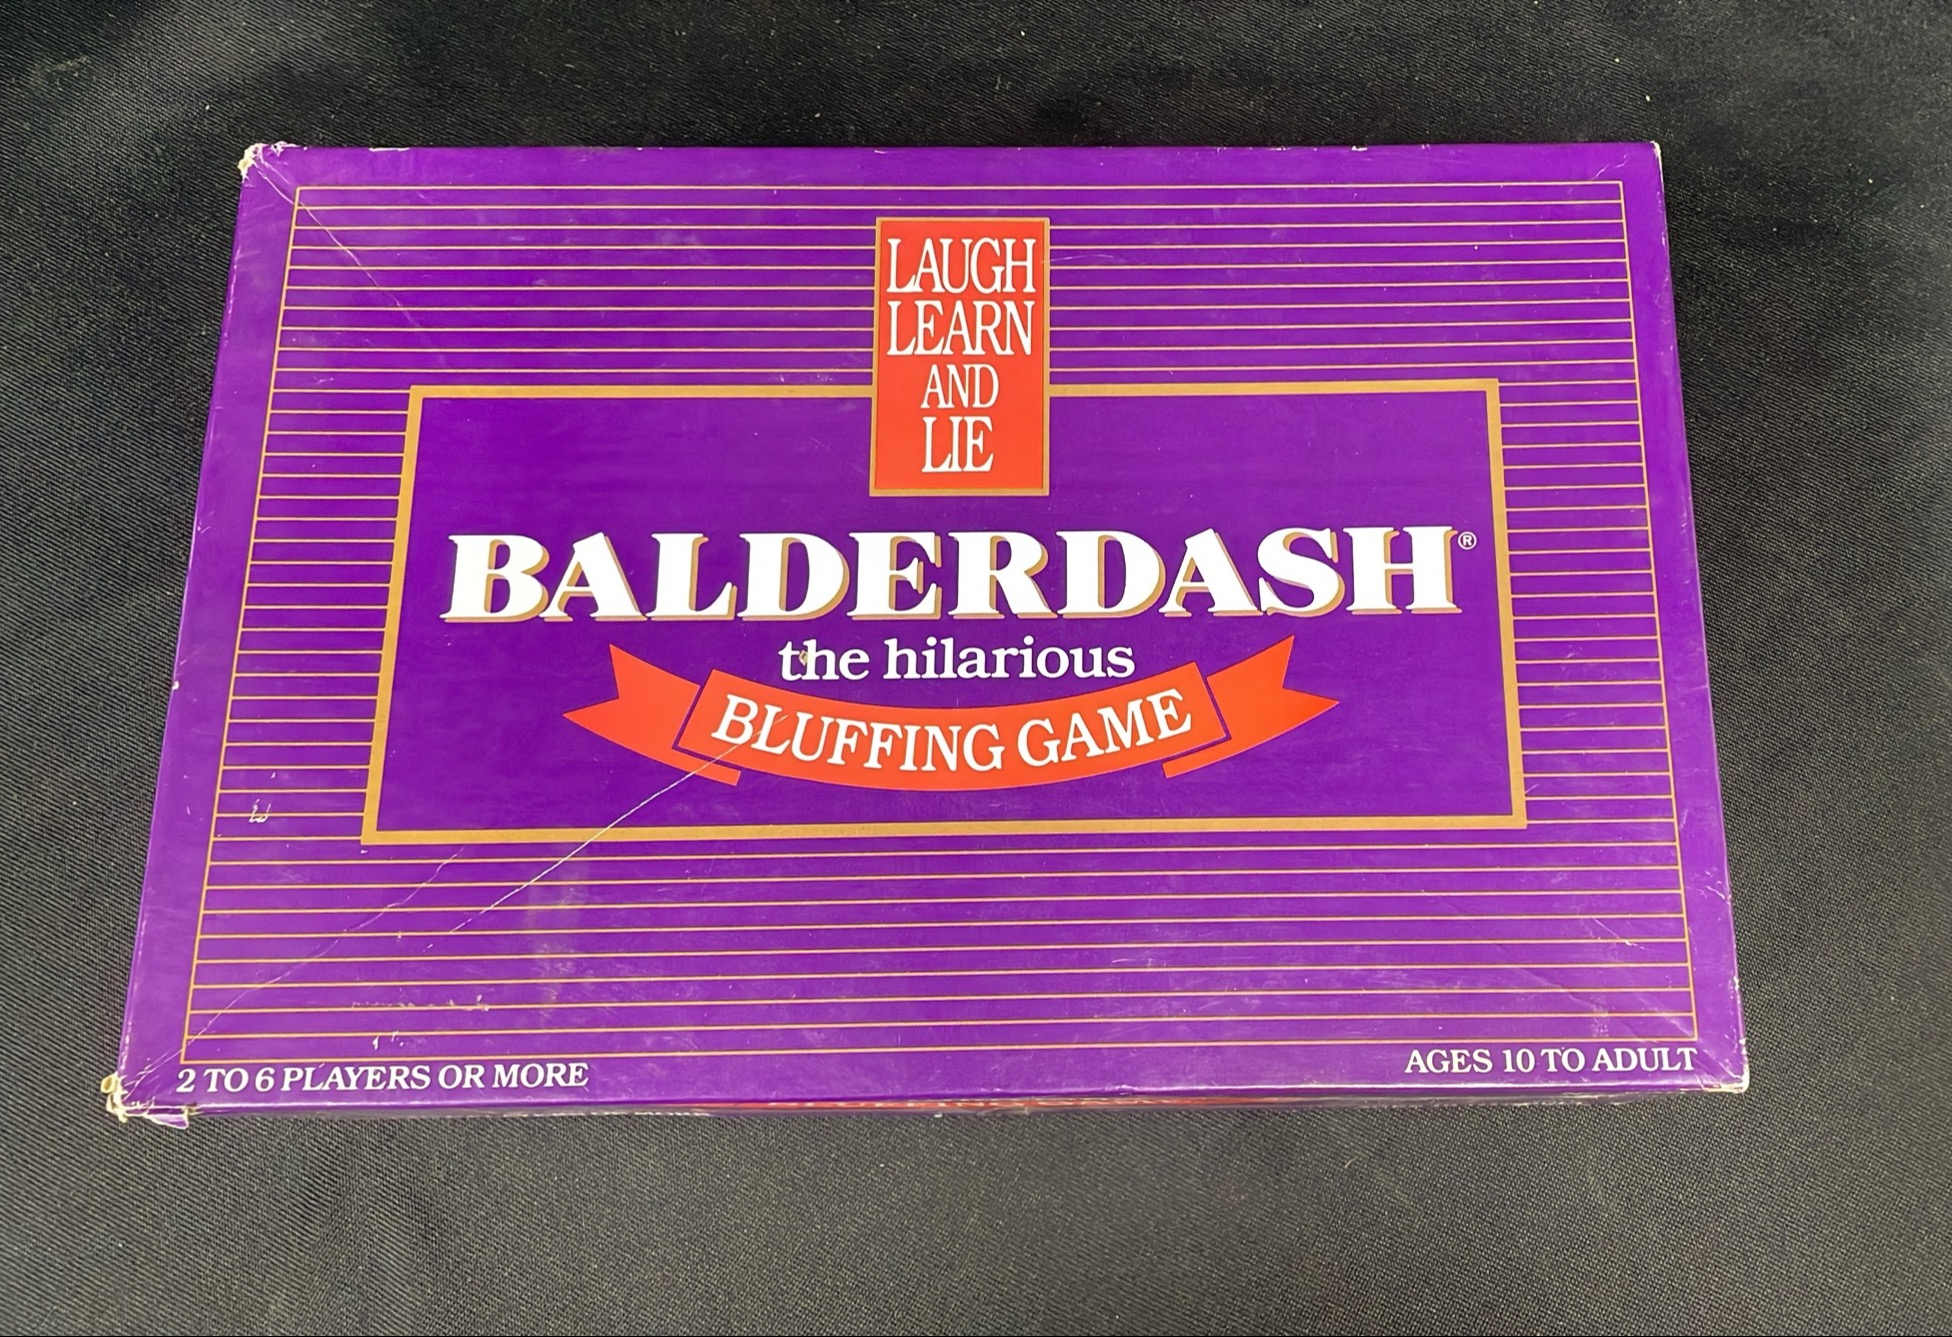 LAUGH
LEARN
AND
LIE
BALDERDASH®
the hilarious
BLUFFING GAME
2 TO 6 PLAYERS OR MORE
AGES 10 TO ADULT